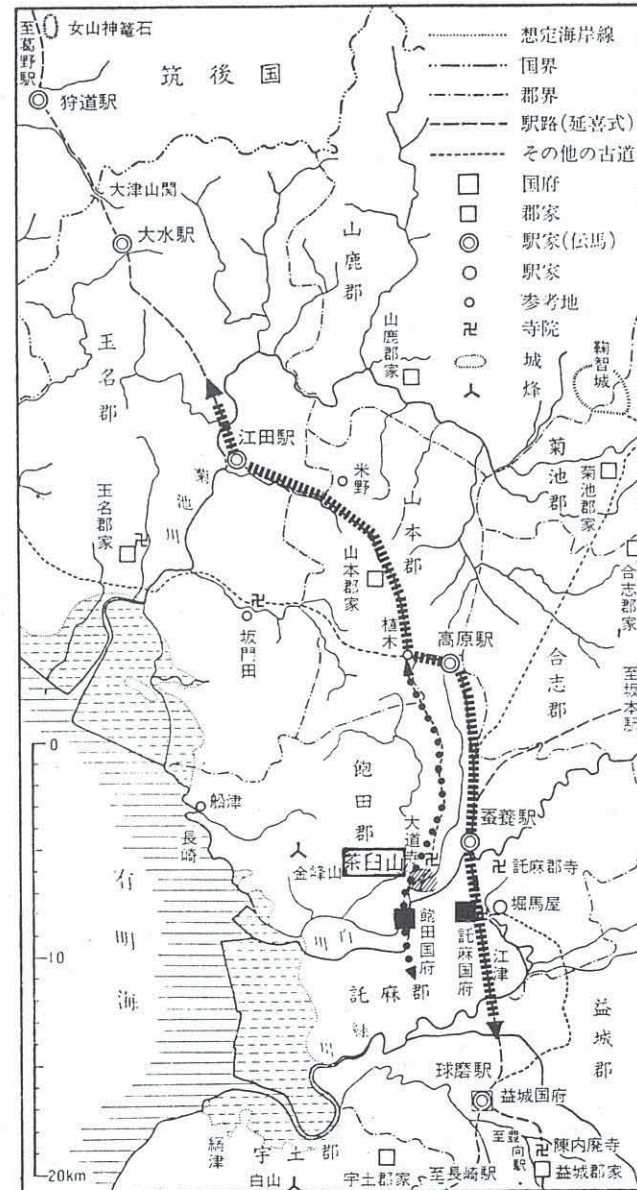 至葛野駅
女山神籠石
筑後国
狩道駅
大津山関
大水駅
想定海岸線
国界
郡界
駅路(延喜式)
その他の古道
国府
郡家
駅家(伝馬)
駅家
参考地
寺院
城
烽
山鹿郡
山鹿郡家
鞠智城
玉名郡
江田駅
菊池川
米野
山本郡
菊池郡
菊池郡家
玉名郡家
山本郡家
合志郡家
植木
高原駅
坂門田
合志郡
至坂本駅
0
飽田郡
船津
長崎
大道寺
蚕養駅
金峰山
茶臼山
託麻郡寺
有明海
白川
飽田国府
託麻国府
堀馬屋
江津
10
託麻郡
緑川
益城郡
球磨駅
益城国府
絹津
宇土郡
至豊向駅
陳内廃寺
20km
白山
宇土郡家
至長崎駅
益城郡家